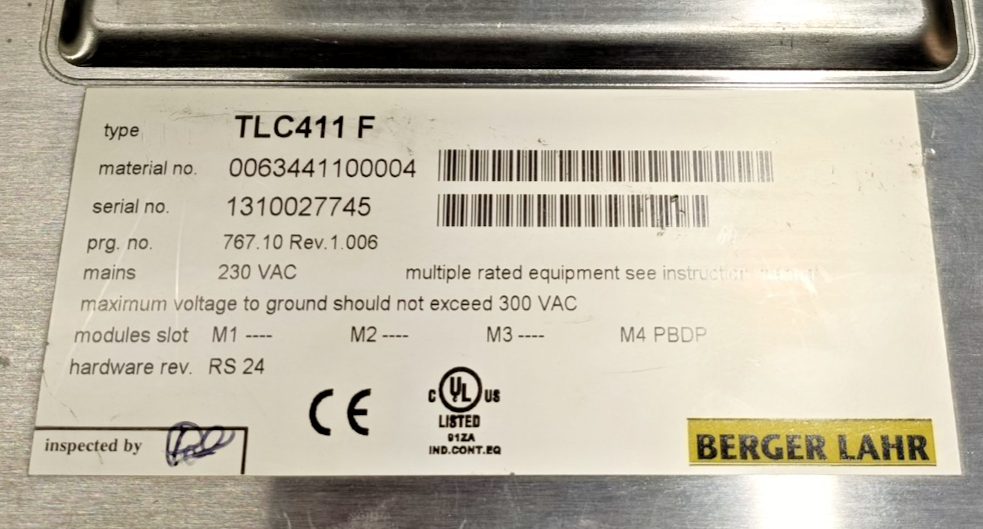 type TLC411 F
material no. 0063441100004
serial no. 1310027745
prg. no. 767.10 Rev.1.006
mains 230 VAC multiple rated equipment see
maximum voltage to ground should not exceed 300 VAC
modules slot M1 ---- M2 ---- M3 ---- M4 PBDP
hardware rev. RS 24
CE
C UL US
LISTED
91ZA
IND.CONT.EQ
inspected by
BERGER LAHR